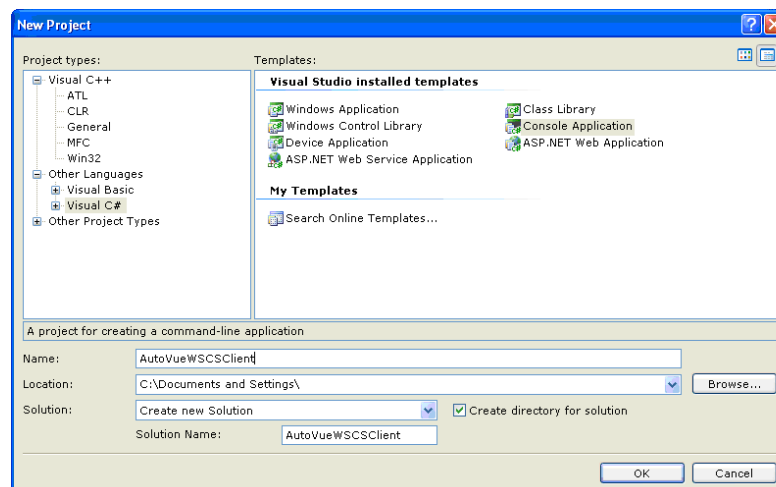 New Project
Project types:
Templates:
Visual C++
ATL
CLR
General
MFC
Win32
Other Languages
Visual Basic
Visual C#
Other Project Types
Visual Studio installed templates
Windows Application
Class Library
Windows Control Library
Console Application
Device Application
ASP.NET Web Application
ASP.NET Web Service Application
My Templates
Search Online Templates...
A project for creating a command-line application
Name: AutoVueWSCSClient
Location: C:\Documents and Settings\ Browse...
Solution: Create new Solution Create directory for solution
Solution Name: AutoVueWSCSClient
OK Cancel